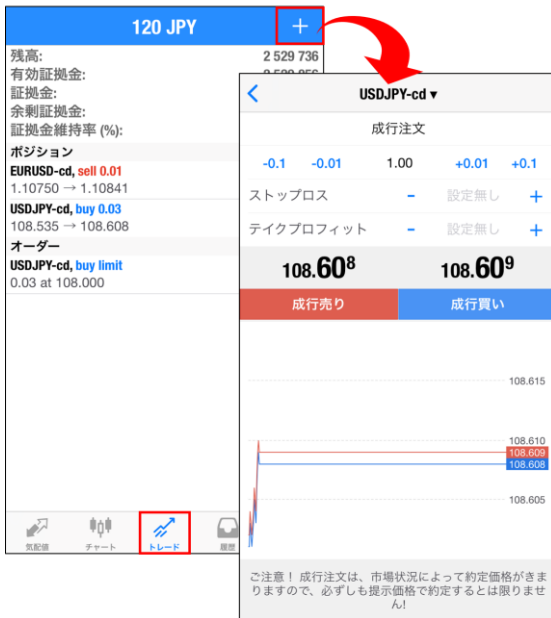 120 JPY
+
残高:
2 529 736
有効証拠金:
証拠金:
余剰証拠金:
証拠金維持率 (%):
ポジション
EURUSD-cd, sell 0.01
1.10750 → 1.10841
USDJPY-cd, buy 0.03
108.535 → 108.608
オーダー
USDJPY-cd, buy limit
0.03 at 108.000
気配値
チャート
トレード
履歴
USDJPY-cd ▾
成行注文
-0.1 -0.01 1.00 +0.01 +0.1
ストップロス - 設定無し +
テイクプロフィット - 設定無し +
108.608 108.609
成行売り 成行買い
108.615
108.610
108.609
108.608
108.605
ご注意！ 成行注文は、市場状況によって約定価格がきま
りますので、必ずしも提示価格で約定するとは限りませ
ん!